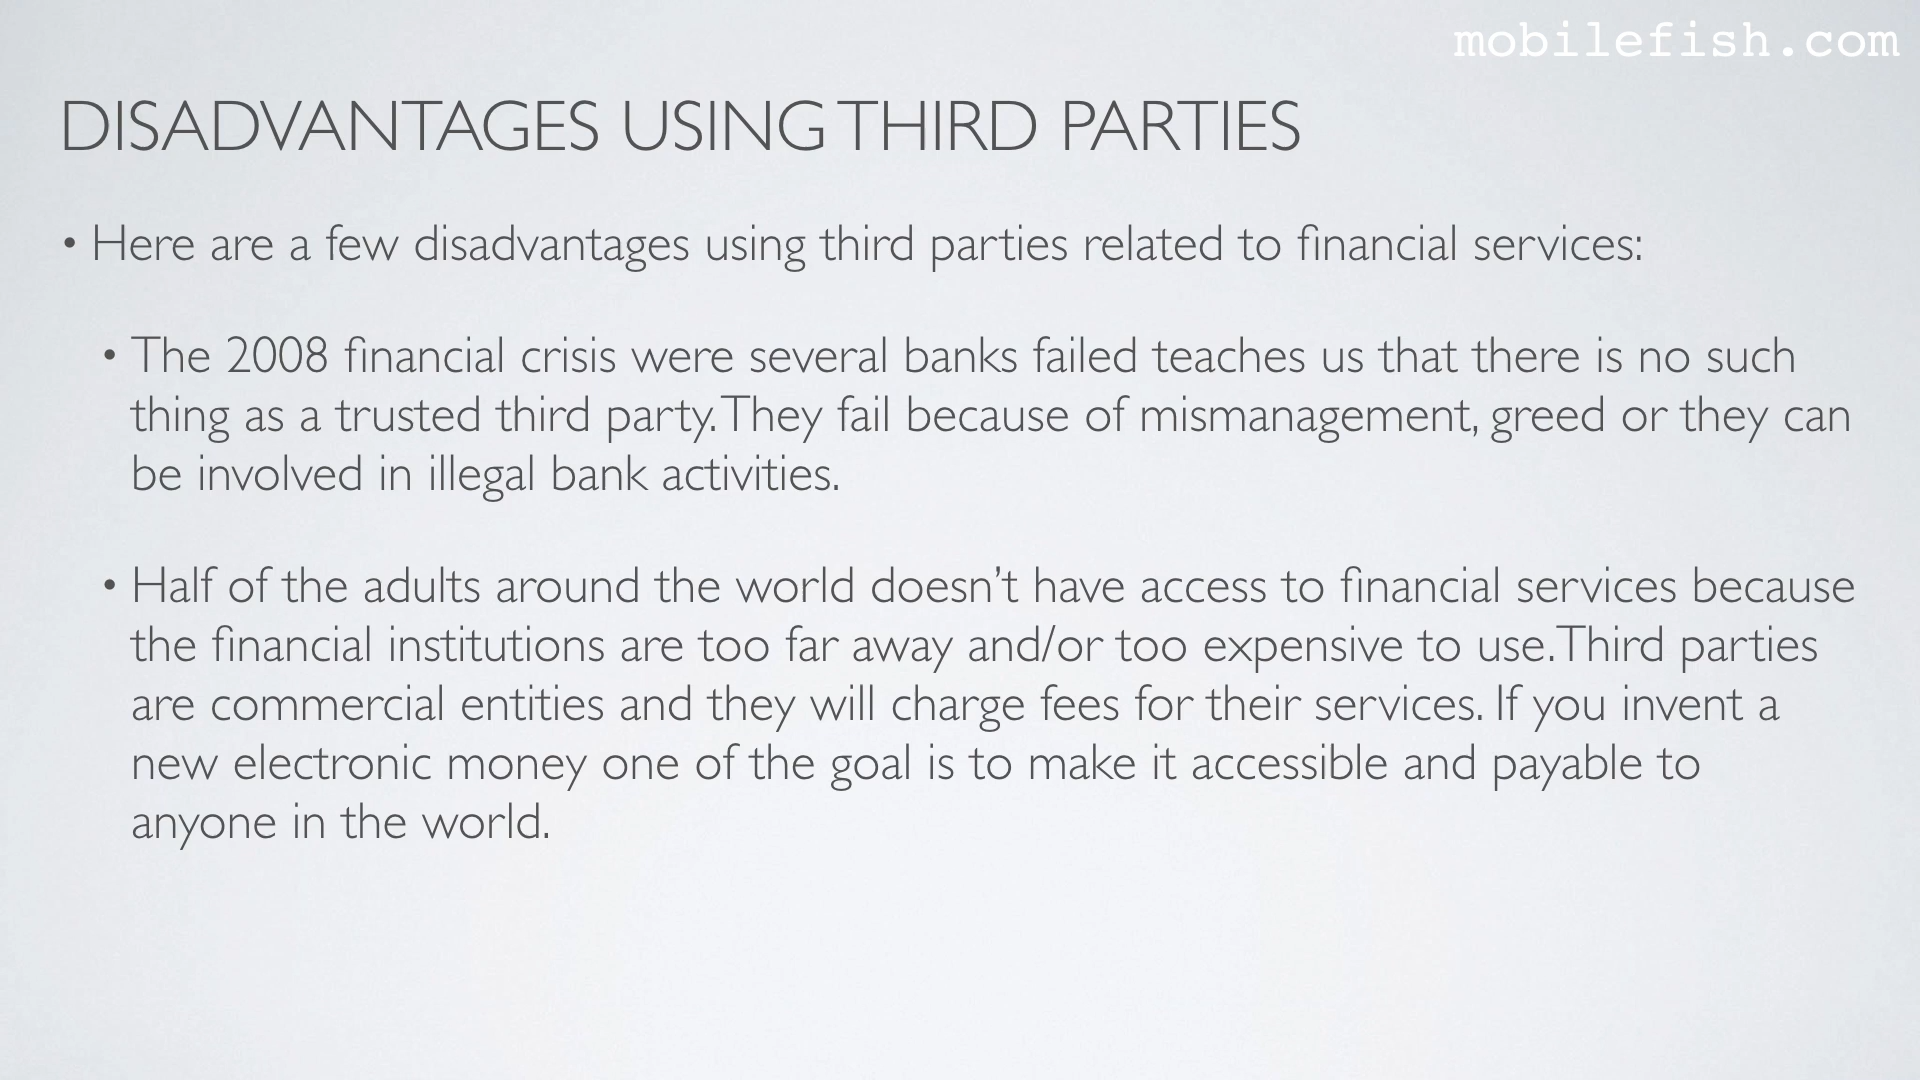 mobilefish.com
DISADVANTAGES USING THIRD PARTIES
• Here are a few disadvantages using third parties related to financial services:
• The 2008 financial crisis were several banks failed teaches us that there is no such
thing as a trusted third party. They fail because of mismanagement, greed or they can
be involved in illegal bank activities.
• Half of the adults around the world doesn’t have access to financial services because
the financial institutions are too far away and/or too expensive to use. Third parties
are commercial entities and they will charge fees for their services. If you invent a
new electronic money one of the goal is to make it accessible and payable to
anyone in the world.